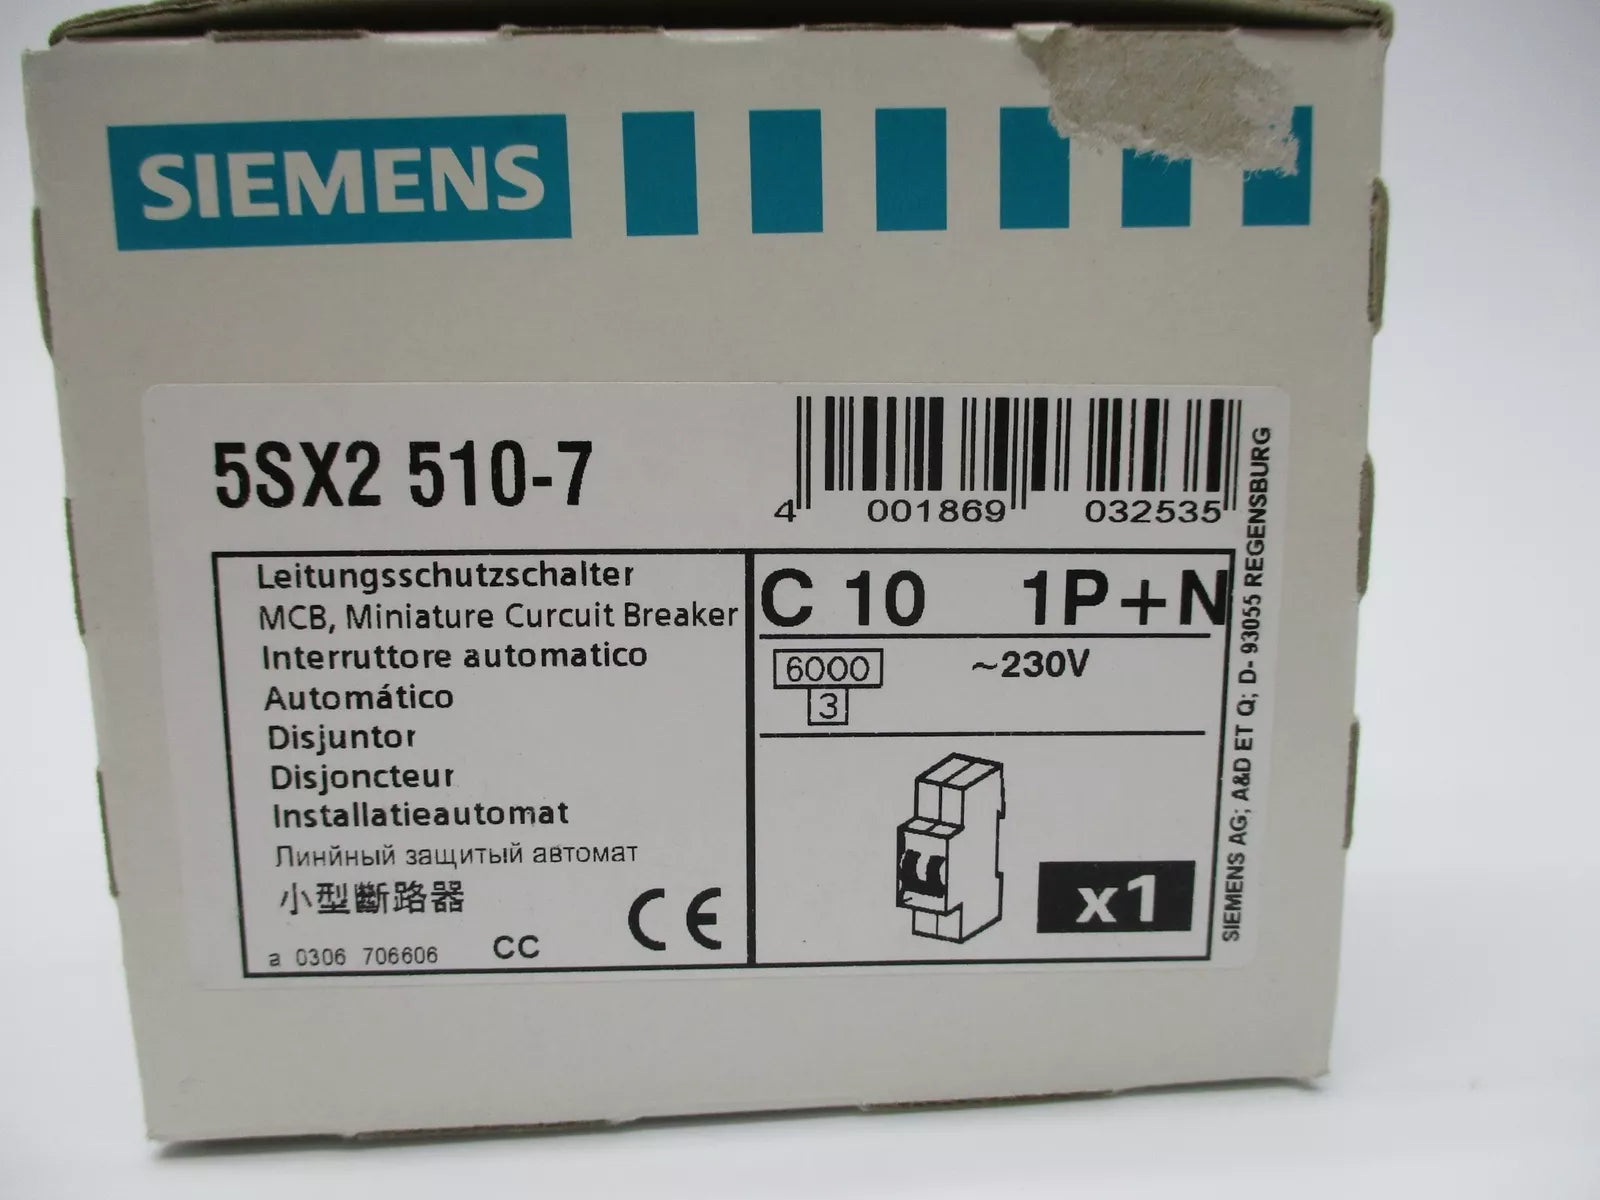 SIEMENS
5SX2 510-7
4 001869 032535
Leitungsschutzschalter
MCB, Miniature Curcuit Breaker
Interruttore automatico
Automático
Disjuntor
Disjoncteur
Installatieautomat
Линйиный защитый автомат
小型斷路器
a 0306 706606 CC CE
C 10 1P+N
6000 ~230V
3
x1
SIEMENS AG; A&D ET Q; D- 93055 REGENSBURG